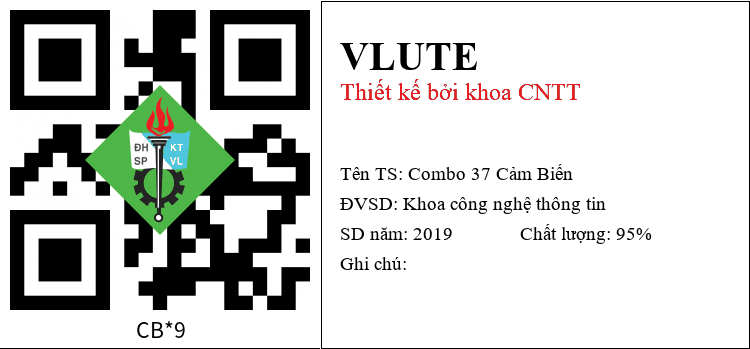 ĐH KT
SP VL
CB*9
VLUTE
Thiết kế bởi khoa CNTT
Tên TS: Combo 37 Cảm Biến
ĐVSD: Khoa công nghệ thông tin
SD năm: 2019 Chất lượng: 95%
Ghi chú: